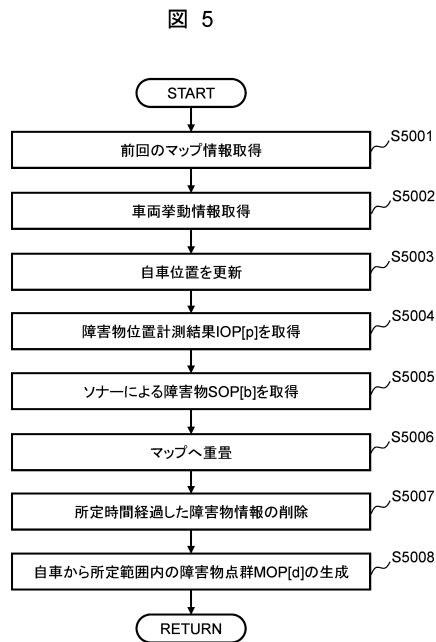 図 5
START
前回のマップ情報取得
S5001
車両挙動情報取得
S5002
自車位置を更新
S5003
障害物位置計測結果IOP[p]を取得
S5004
ソナーによる障害物SOP[b]を取得
S5005
マップへ重畳
S5006
所定時間経過した障害物情報の削除
S5007
自車から所定範囲内の障害物点群MOP[d]の生成
S5008
RETURN